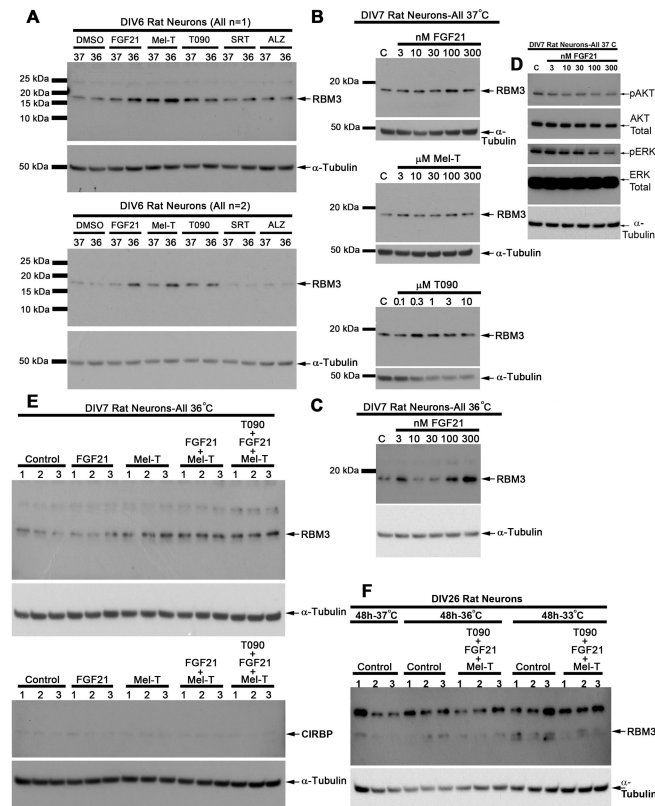 A
DIV6 Rat Neurons (All n=1)
DMSO FGF21 Mel-T T090 SRT ALZ
37 36 37 36 37 36 37 36 37 36 37 36
25 kDa
20 kDa
15 kDa
RBM3
10 kDa
50 kDa
α-Tubulin
DIV6 Rat Neurons (All n=2)
DMSO FGF21 Mel-T T090 SRT ALZ
37 36 37 36 37 36 37 36 37 36 37 36
25 kDa
20 kDa
RBM3
15 kDa
10 kDa
50 kDa
α-Tubulin
B
DIV7 Rat Neurons-All 37°C
nM FGF21
C 3 10 30 100 300
20 kDa
RBM3
50 kDa
α-
Tubulin
μM Mel-T
C 3 10 30 100 300
20 kDa
RBM3
50 kDa
α-Tubulin
μM T090
C 0.1 0.3 1 3 10
20 kDa
RBM3
50 kDa
α-Tubulin
C
DIV7 Rat Neurons-All 36°C
nM FGF21
C 3 10 30 100 300
20 kDa
RBM3
α-Tubulin
D
DIV7 Rat Neurons-All 37 C
nM FGF21
C 3 10 30 100 300
pAKT
AKT
Total
pERK
ERK
Total
α-
Tubulin
E
DIV7 Rat Neurons-All 36°C
Control FGF21 Mel-T FGF21 + Mel-T T090 + FGF21 + Mel-T
1 2 3 1 2 3 1 2 3 1 2 3 1 2 3
RBM3
α-Tubulin
Control FGF21 Mel-T FGF21 + Mel-T T090 + FGF21 + Mel-T
1 2 3 1 2 3 1 2 3 1 2 3 1 2 3
CIRBP
α-Tubulin
F
DIV26 Rat Neurons
48h-37°C 48h-36°C 48h-33°C
Control Control T090 + FGF21 + Mel-T Control T090 + FGF21 + Mel-T
1 2 3 1 2 3 1 2 3 1 2 3 1 2 3
RBM3
α-
Tubulin